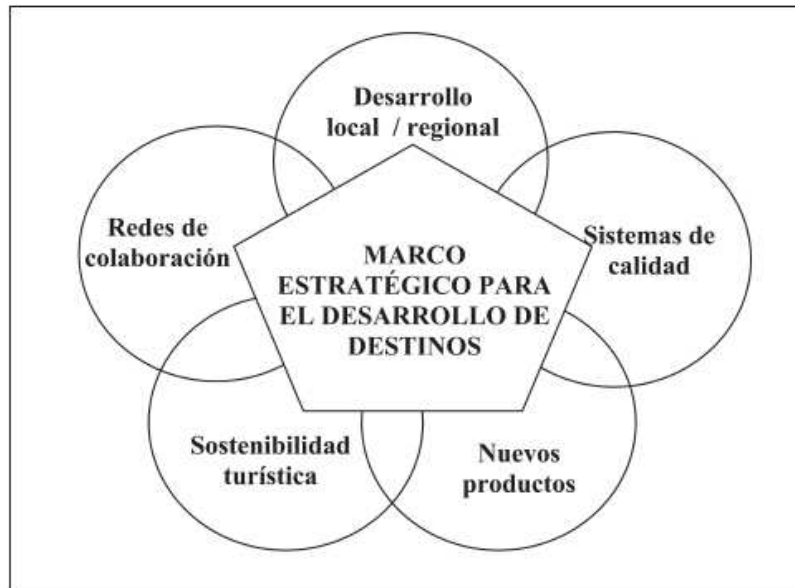 Desarrollo
local / regional
Redes de
colaboración
Sistemas de
calidad
MARCO
ESTRATÉGICO PARA
EL DESARROLLO DE
DESTINOS
Sostenibilidad
turística
Nuevos
productos